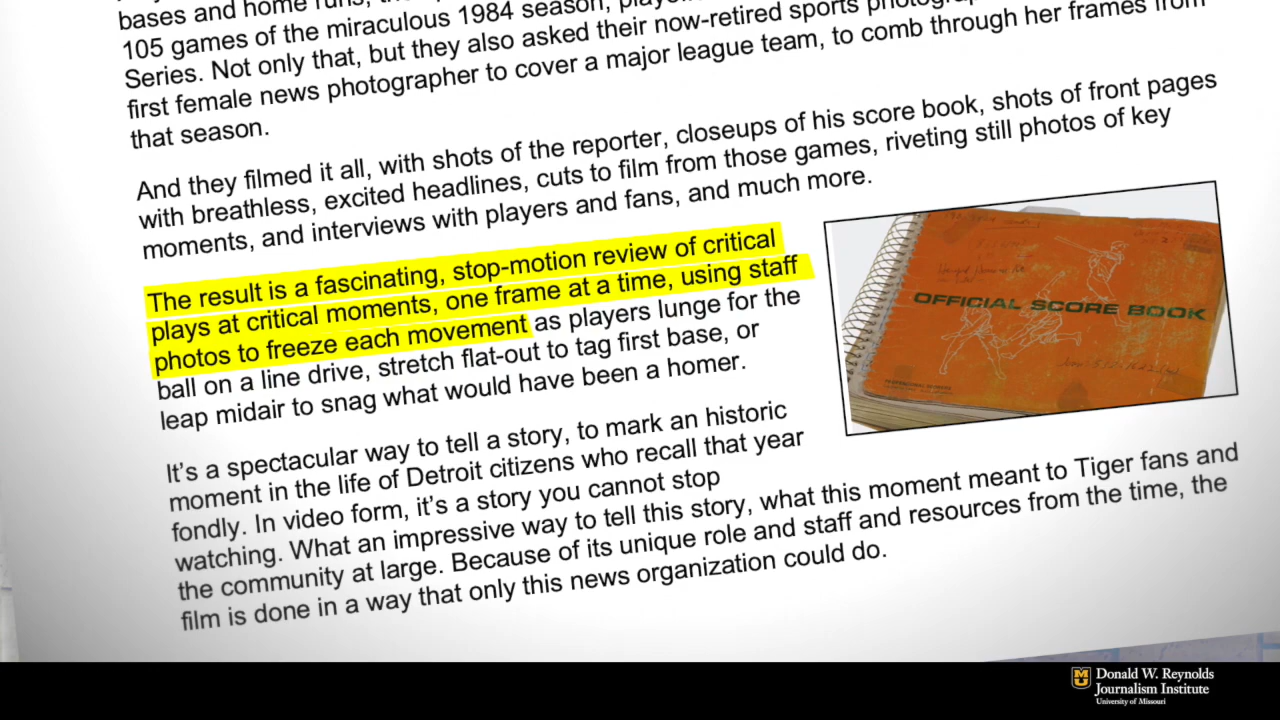 bases and home runs, the
105 games of the miraculous 1984 season, playo
Series. Not only that, but they also asked their now-retired sports photogra
first female news photographer to cover a major league team, to comb through her frames from
that season.
And they filmed it all, with shots of the reporter, closeups of his score book, shots of front pages
with breathless, excited headlines, cuts to film from those games, riveting still photos of key
moments, and interviews with players and fans, and much more.
The result is a fascinating, stop-motion review of critical
plays at critical moments, one frame at a time, using staff
photos to freeze each movement as players lunge for the
ball on a line drive, stretch flat-out to tag first base, or
leap midair to snag what would have been a homer.
OFFICIAL SCORE BOOK
It's a spectacular way to tell a story, to mark an historic
moment in the life of Detroit citizens who recall that year
fondly. In video form, it's a story you cannot stop
watching. What an impressive way to tell this story, what this moment meant to Tiger fans and
the community at large. Because of its unique role and staff and resources from the time, the
film is done in a way that only this news organization could do.
Donald W. Reynolds
Journalism Institute
University of Missouri